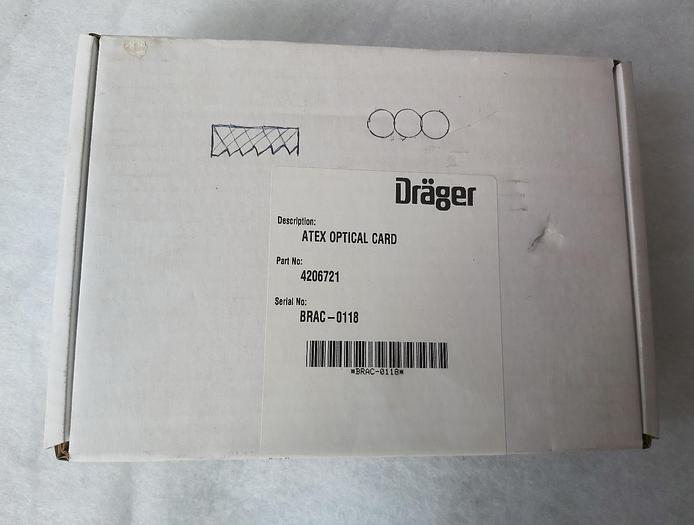 Dräger
Description:
ATEX OPTICAL CARD
Part No:
4206721
Serial No:
BRAC-0118
*BRAC-0118*